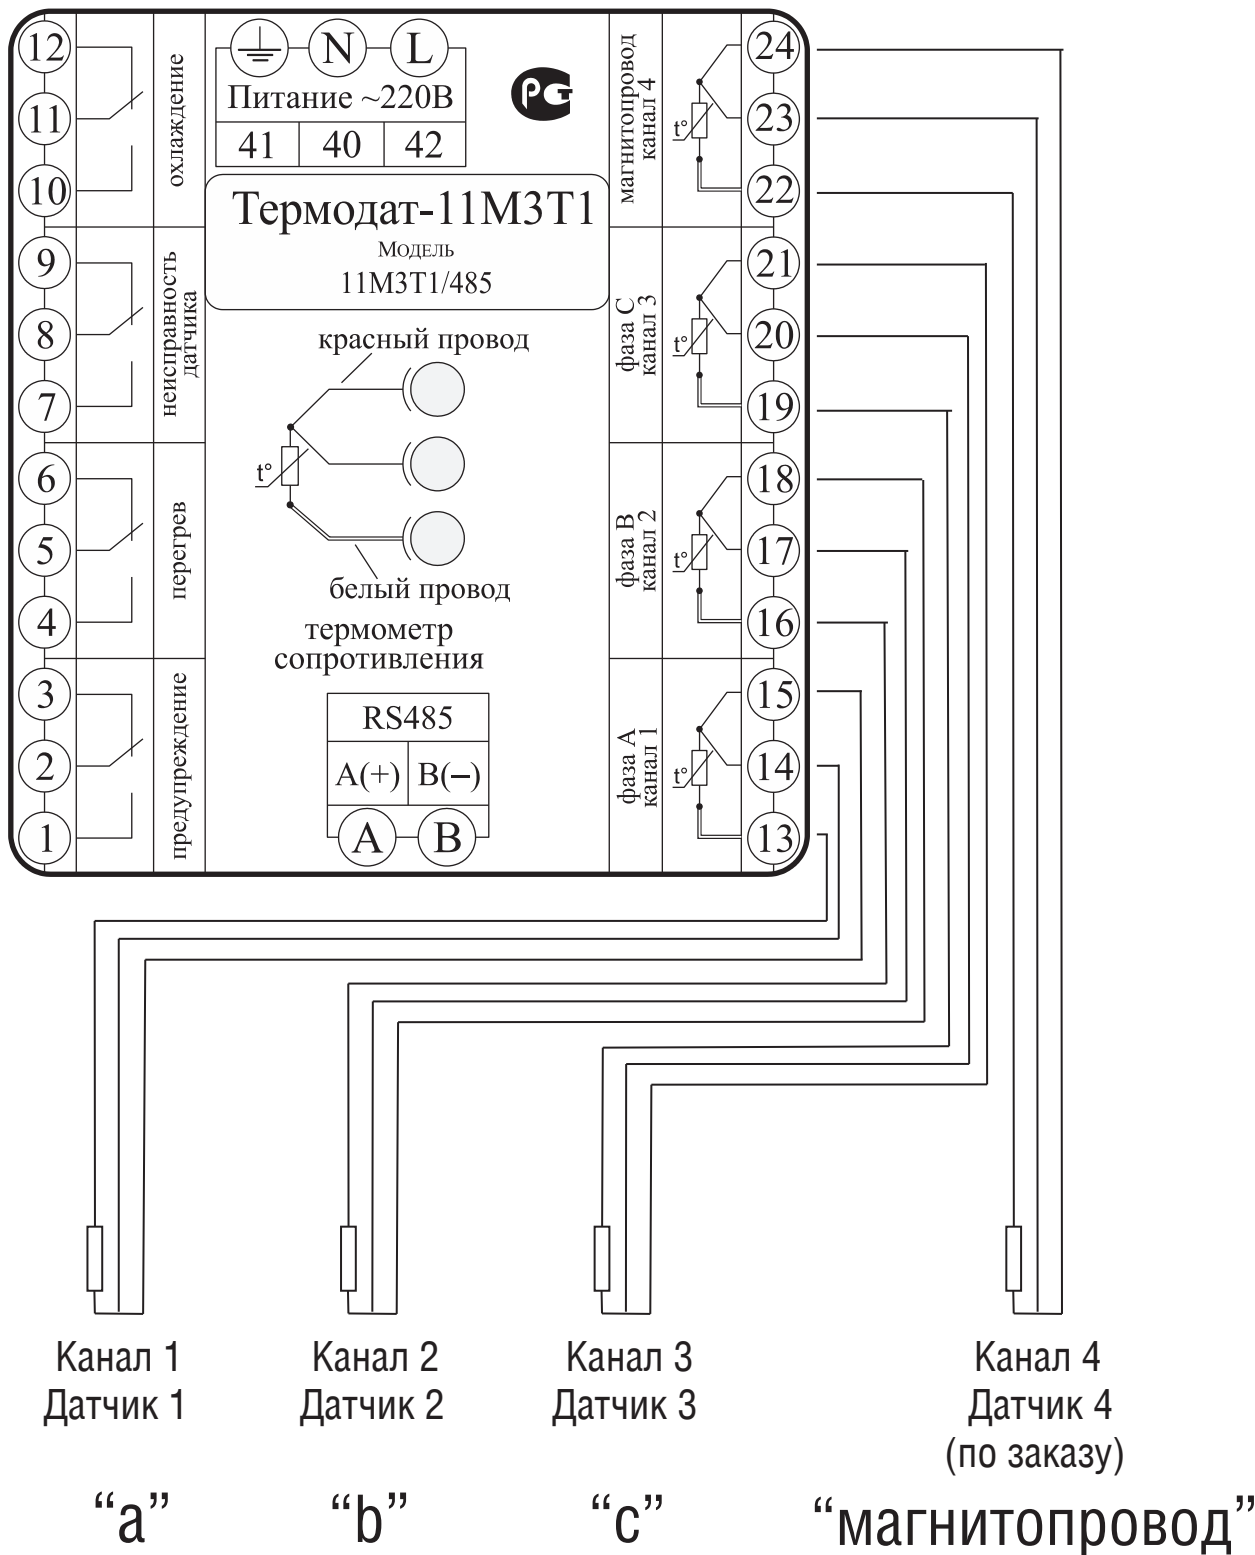 12
11
10
9
8
7
6
5
4
3
2
1
охлаждение
неисправность
датчика
перегрев
предупреждение
N L
Питание ~220В
41 40 42
РСТ
Термодат-11М3Т1
Модель
11М3Т1/485
красный провод
t°
белый провод
термометр
сопротивления
RS485
A(+) B(–)
A B
магнитопровод
канал 4
t°
фаза С
канал 3
t°
фаза В
канал 2
t°
фаза А
канал 1
t°
24
23
22
21
20
19
18
17
16
15
14
13
Канал 1
Датчик 1
“a”
Канал 2
Датчик 2
“b”
Канал 3
Датчик 3
“c”
Канал 4
Датчик 4
(по заказу)
“магнитопровод”